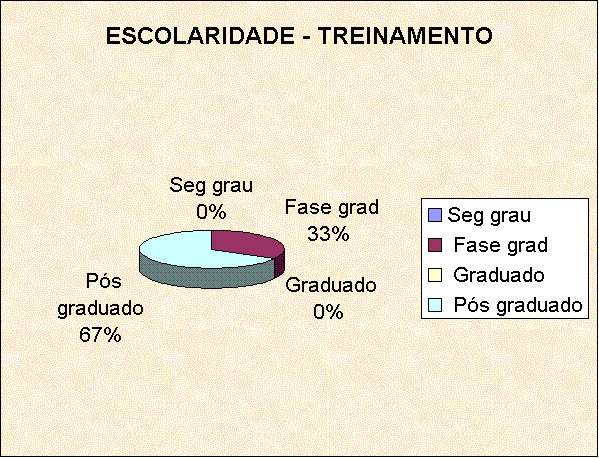 ESCOLARIDADE - TREINAMENTO
Seg grau
0%
Fase grad
33%
Graduado
0%
Pós
graduado
67%
Seg grau
Fase grad
Graduado
Pós graduado